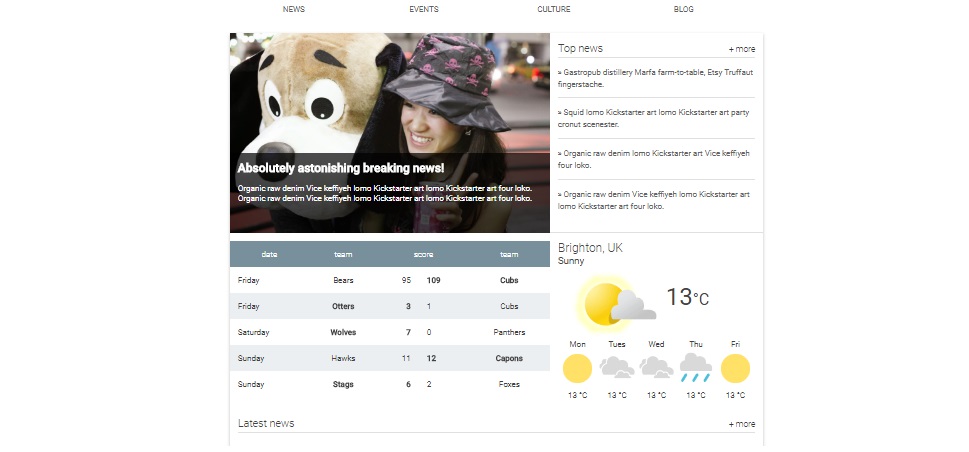 NEWS EVENTS CULTURE BLOG
Absolutely astonishing breaking news!
Organic raw denim Vice keffiyeh lomo Kickstarter art lomo Kickstarter art four loko.
Organic raw denim Vice keffiyeh lomo Kickstarter art lomo Kickstarter art four loko.
Top news + more
» Gastropub distillery Marfa farm-to-table, Etsy Truffaut
fingerstache.
» Squid lomo Kickstarter art lomo Kickstarter art party
cronut scenester.
» Organic raw denim lomo Kickstarter art Vice keffiyeh
four loko.
» Organic raw denim Vice keffiyeh lomo Kickstarter art
lomo Kickstarter art four loko.
date team score team
Friday Bears 95 109 Cubs
Friday Otters 3 1 Cubs
Saturday Wolves 7 0 Panthers
Sunday Hawks 11 12 Capons
Sunday Stags 6 2 Foxes
Brighton, UK
Sunny
13°C
Mon Tues Wed Thu Fri
13 °C 13 °C 13 °C 13 °C 13 °C
Latest news + more